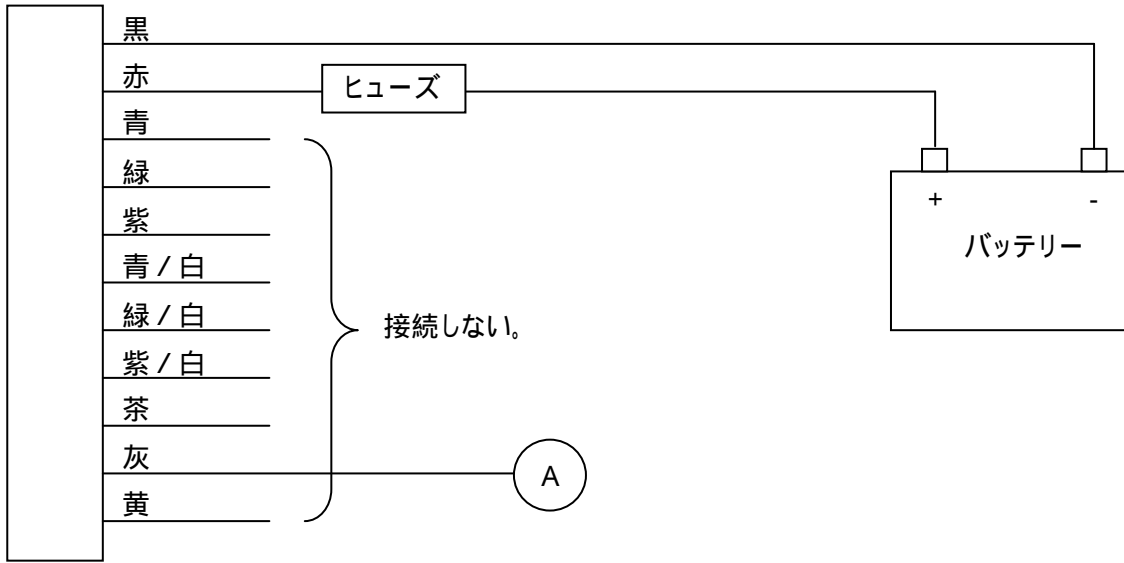 黒
赤
ヒューズ
青
緑
紫
青 / 白
緑 / 白
紫 / 白
茶
灰
黄
接続しない。
A
+ -
バッテリー